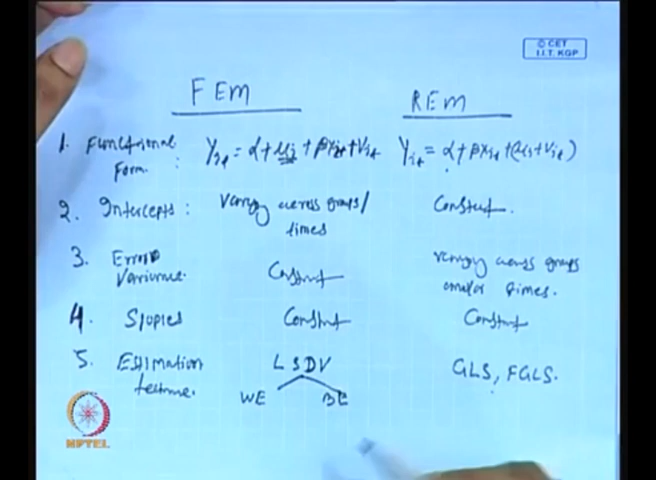 © CET
I.I.T. KGP
FEM REM
1. Functional Form : Yit = α + μi + βXit + Vit Yit = α + βXit + (μi + Vit)
2. Intercepts : Varying across groups/ times Constant.
3. Error Variance. Constant Varying across groups and/or times.
4. Slopes Constant Constant
5. Estimation LSDV GLS, FGLS.
WE BE
NPTEL